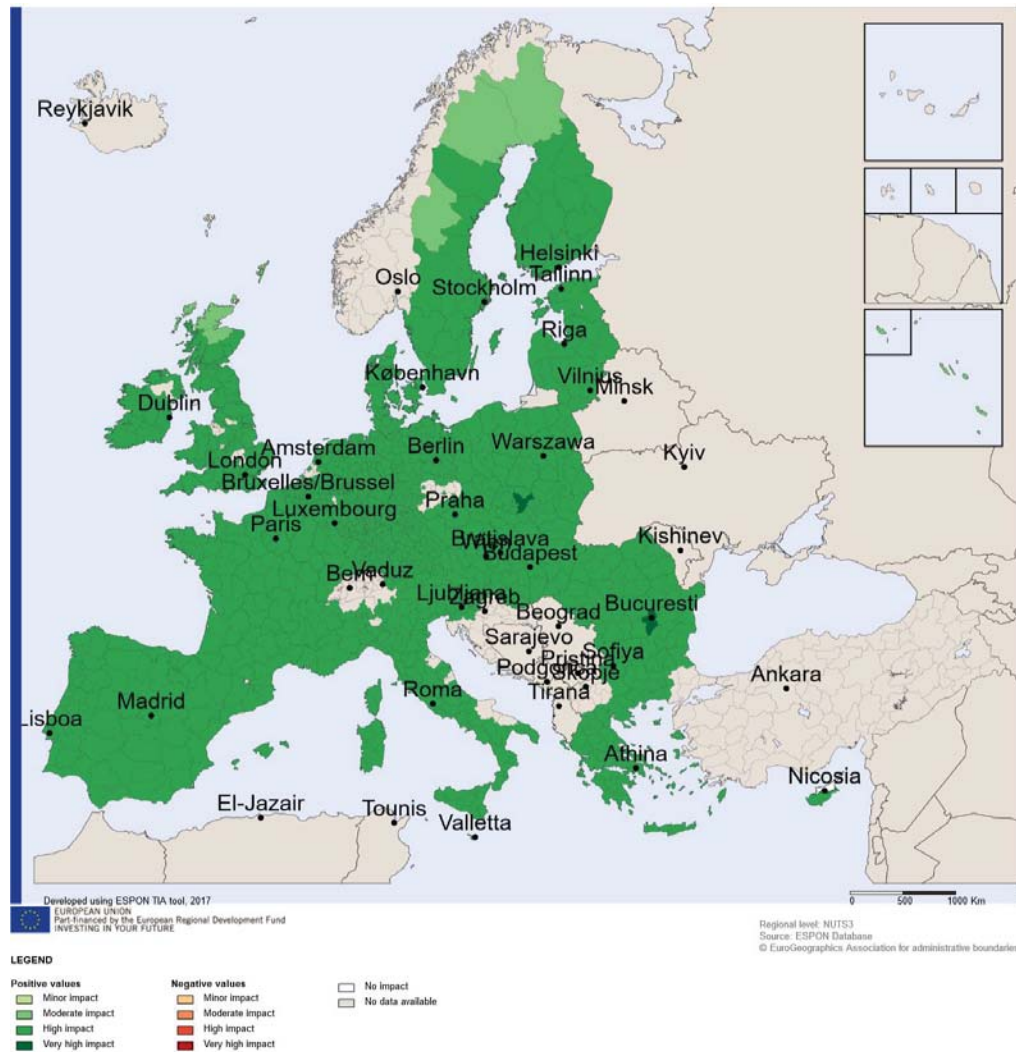 Reykjavik
Helsinki
Tallinn
Oslo
Stockholm
Riga
København
Vilnius
Minsk
Dublin
Amsterdam
Berlin
Warszawa
Kyiv
London
Bruxelles/Brussel
Praha
Luxembourg
Paris
Bratislava
Wien
Budapest
Kishinev
Vaduz
Bern
Ljubljana
Zagreb
Beograd
Bucuresti
Sarajevo
Sofiya
Pristina
Podgorica
Skopje
Tirana
Roma
Madrid
Lisboa
Ankara
Athina
Nicosia
El-Jazair
Tounis
Valletta
Developed using ESPON TIA tool, 2017
0 500 1000 Km
EUROPEAN UNION
Part-financed by the European Regional Development Fund
INVESTING IN YOUR FUTURE
Regional level: NUTS3
Source: ESPON Database
© EuroGeographics Association for administrative boundaries
LEGEND
Positive values
Minor impact
Moderate impact
High impact
Very high impact
Negative values
Minor impact
Moderate impact
High impact
Very high impact
No impact
No data available